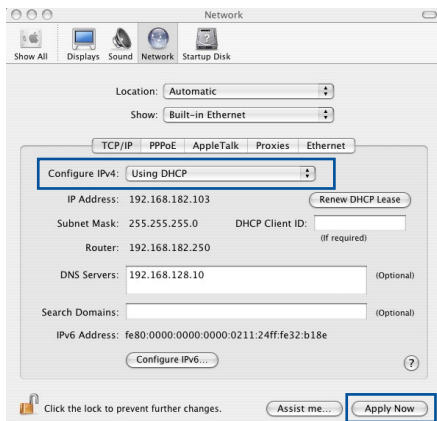 Network
Show All Displays Sound Network Startup Disk
Location: Automatic
Show: Built-in Ethernet
TCP/IP PPPoE AppleTalk Proxies Ethernet
Configure IPv4: Using DHCP
IP Address: 192.168.182.103 Renew DHCP Lease
Subnet Mask: 255.255.255.0 DHCP Client ID:
(If required)
Router: 192.168.182.250
DNS Servers: 192.168.128.10 (Optional)
Search Domains: (Optional)
IPv6 Address: fe80:0000:0000:0000:0211:24ff:fe32:b18e
Configure IPv6... ?
Click the lock to prevent further changes. Assist me... Apply Now